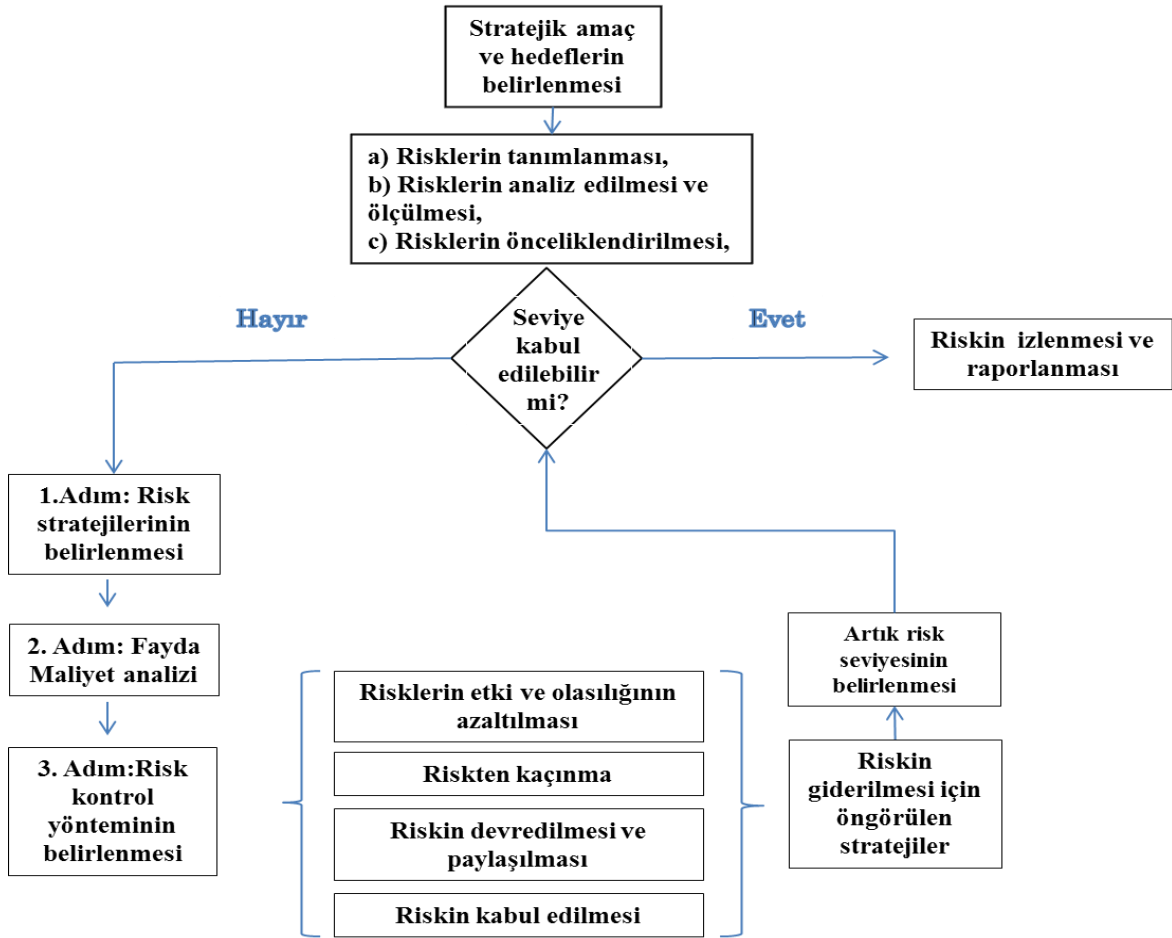 Stratejik amaç
ve hedeflerin
belirlenmesi
a) Risklerin tanımlanması,
b) Risklerin analiz edilmesi ve
ölçülmesi,
c) Risklerin önceliklendirilmesi,
Hayır
Seviye
kabul
edilebilir
mi?
Evet
Riskin izlenmesi ve
raporlanması
1.Adım: Risk
stratejilerinin
belirlenmesi
2. Adım: Fayda
Maliyet analizi
3. Adım:Risk
kontrol
yönteminin
belirlenmesi
Risklerin etki ve olasılığının
azaltılması
Riskten kaçınma
Riskin devredilmesi ve
paylaşılması
Riskin kabul edilmesi
Riskin
giderilmesi için
öngörülen
stratejiler
Artık risk
seviyesinin
belirlenmesi